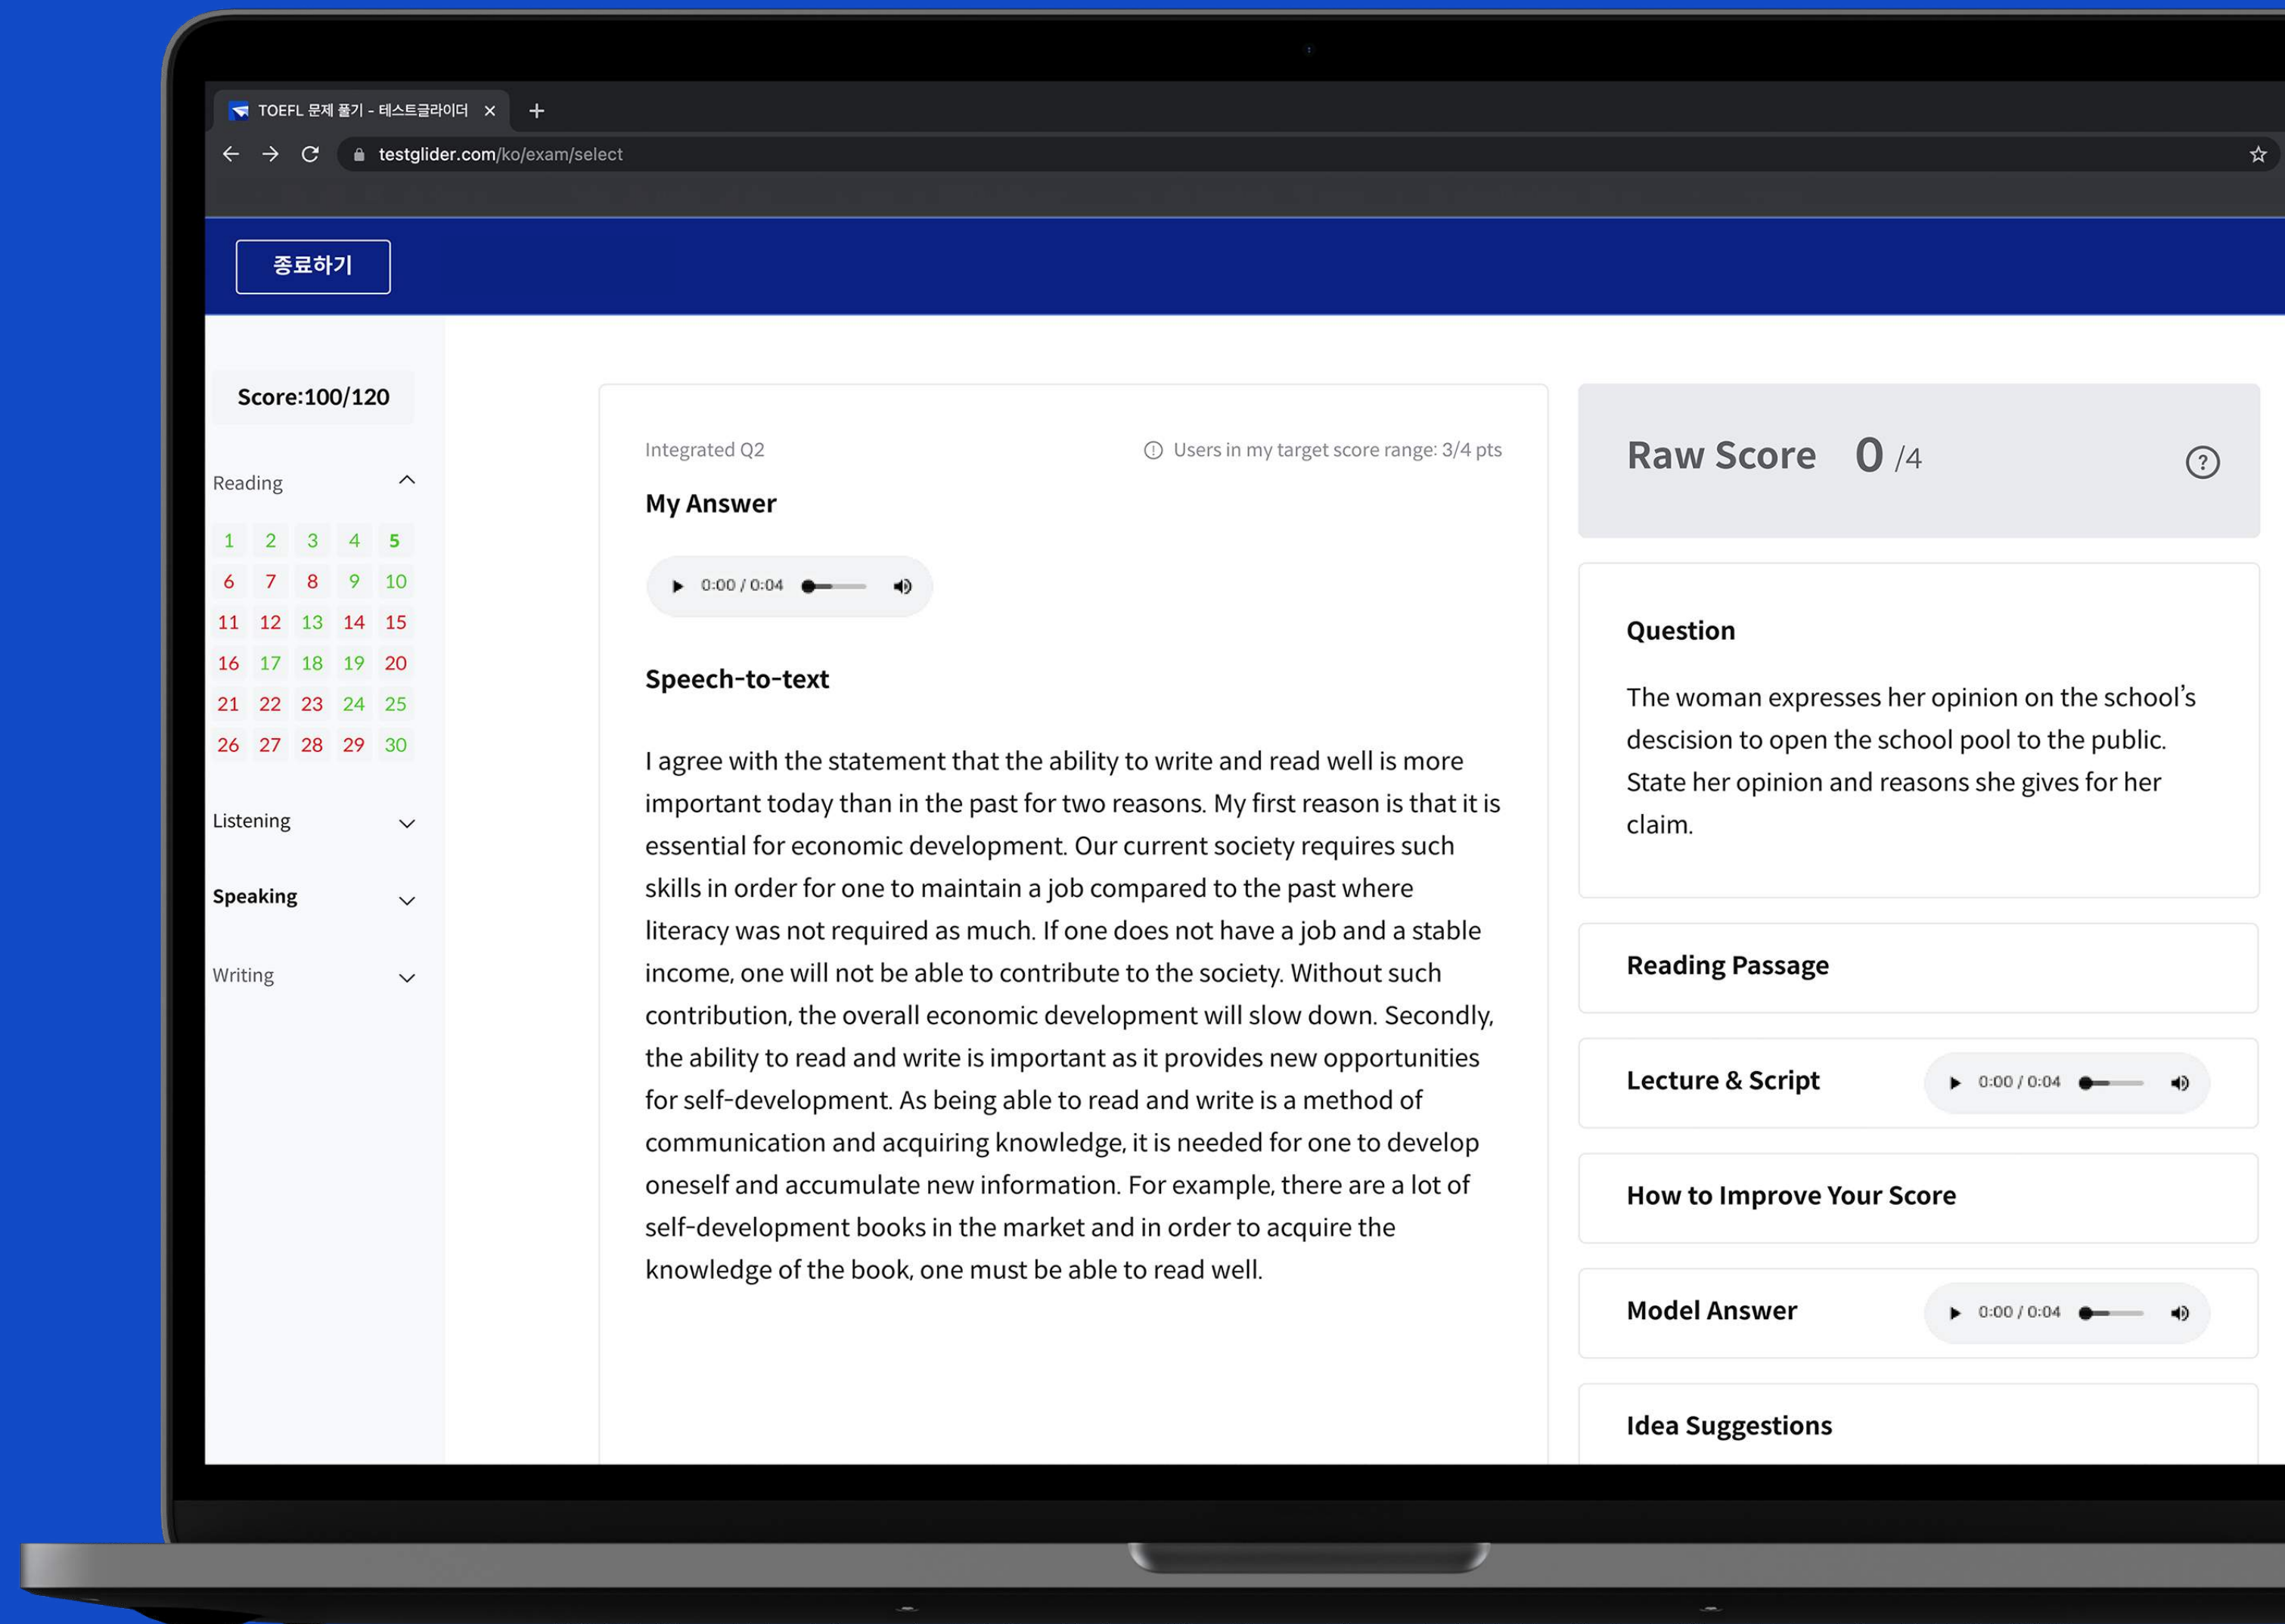 TOEFL 문제 풀기 - 테스트글라이더
testglider.com/ko/exam/select
종료하기
Score:100/120
Reading
1 2 3 4 5
6 7 8 9 10
11 12 13 14 15
16 17 18 19 20
21 22 23 24 25
26 27 28 29 30
Listening
Speaking
Writing
Integrated Q2
Users in my target score range: 3/4 pts
My Answer
0:00 / 0:04
Speech-to-text
I agree with the statement that the ability to write and read well is more
important today than in the past for two reasons. My first reason is that it is
essential for economic development. Our current society requires such
skills in order for one to maintain a job compared to the past where
literacy was not required as much. If one does not have a job and a stable
income, one will not be able to contribute to the society. Without such
contribution, the overall economic development will slow down. Secondly,
the ability to read and write is important as it provides new opportunities
for self-development. As being able to read and write is a method of
communication and acquiring knowledge, it is needed for one to develop
oneself and accumulate new information. For example, there are a lot of
self-development books in the market and in order to acquire the
knowledge of the book, one must be able to read well.
Raw Score 0 /4
?
Question
The woman expresses her opinion on the school's
descision to open the school pool to the public.
State her opinion and reasons she gives for her
claim.
Reading Passage
Lecture & Script
0:00 / 0:04
How to Improve Your Score
Model Answer
0:00 / 0:04
Idea Suggestions